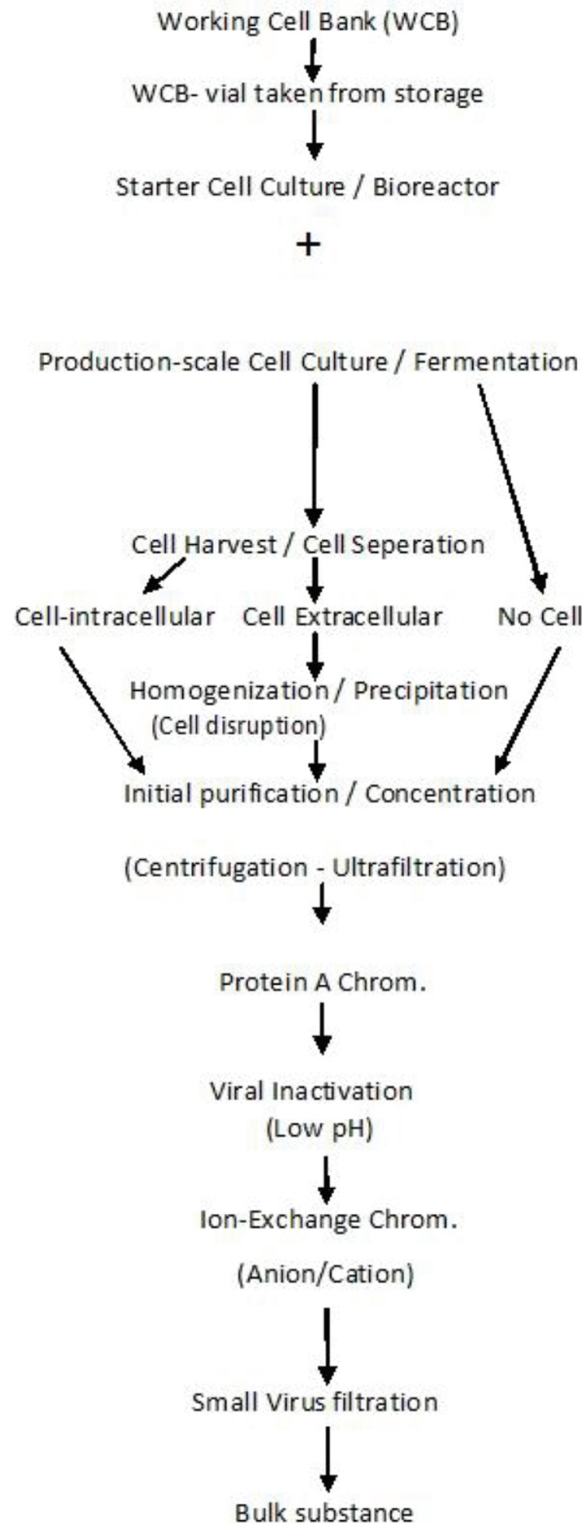 Working Cell Bank (WCB)
WCB- vial taken from storage
Starter Cell Culture / Bioreactor
+
Production-scale Cell Culture / Fermentation
Cell Harvest / Cell Seperation
Cell-intracellular Cell Extracellular No Cell
Homogenization / Precipitation
(Cell disruption)
Initial purification / Concentration
(Centrifugation - Ultrafiltration)
Protein A Chrom.
Viral Inactivation
(Low pH)
Ion-Exchange Chrom.
(Anion/Cation)
Small Virus filtration
Bulk substance